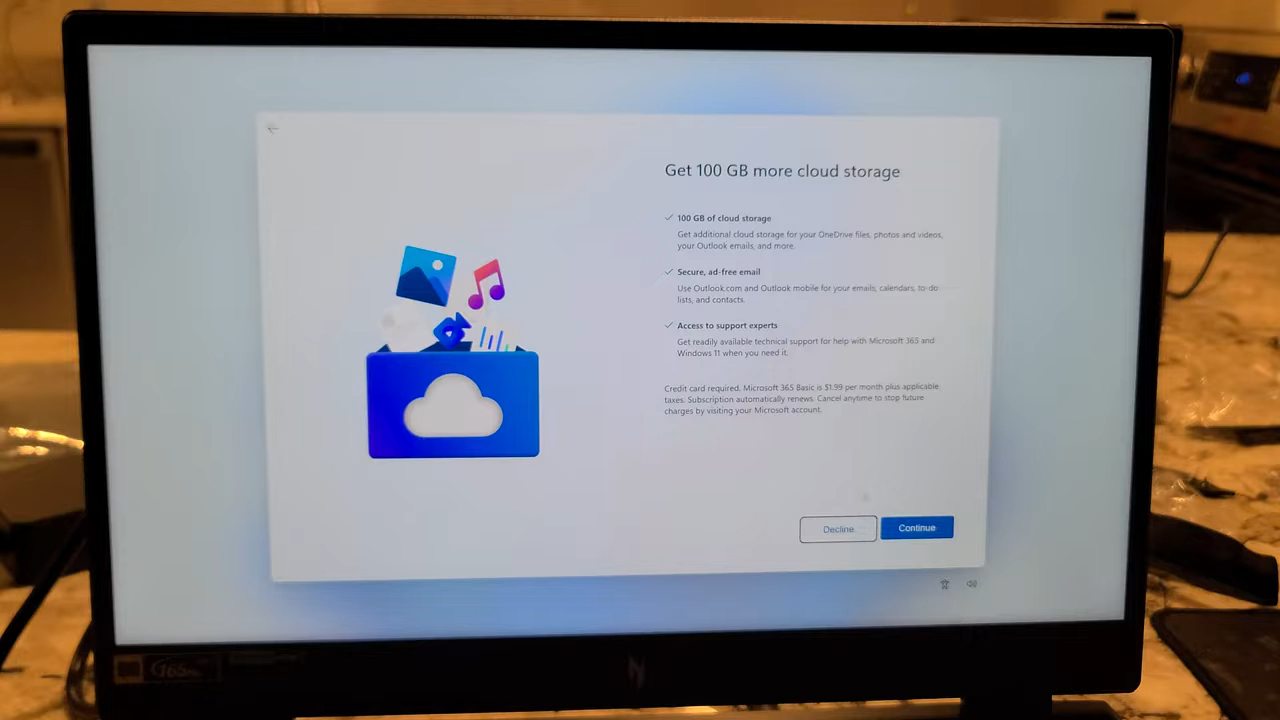 Get 100 GB more cloud storage
100 GB of cloud storage
Get additional cloud storage for your OneDrive files, photos and videos,
your Outlook emails, and more.
Secure, ad-free email
Use Outlook.com and Outlook mobile for your emails, calendars, to-do
lists, and contacts.
Access to support experts
Get readily available technical support for help with Microsoft 365 and
Windows 11 when you need it.
Credit card required. Microsoft 365 Basic is $1.99 per month plus applicable
taxes. Subscription automatically renews. Cancel anytime to stop future
charges by visiting your Microsoft account.
Decline
Continue
165Hz